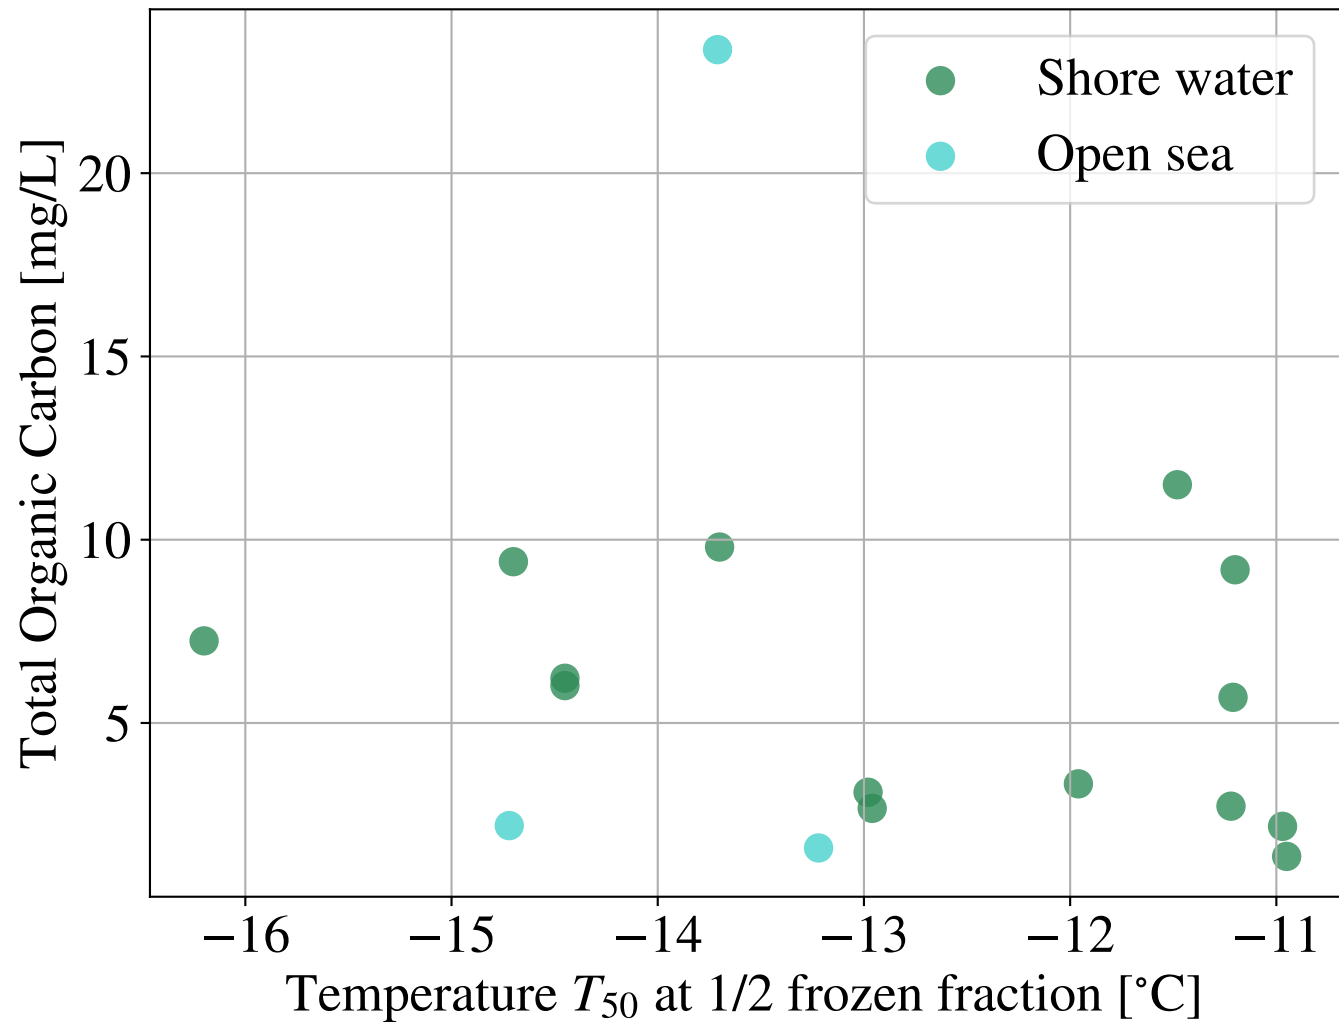 Total Organic Carbon [mg/L]
20
15
10
5
Shore water
Open sea
−16 −15 −14 −13 −12 −11
Temperature T50 at 1/2 frozen fraction [°C]